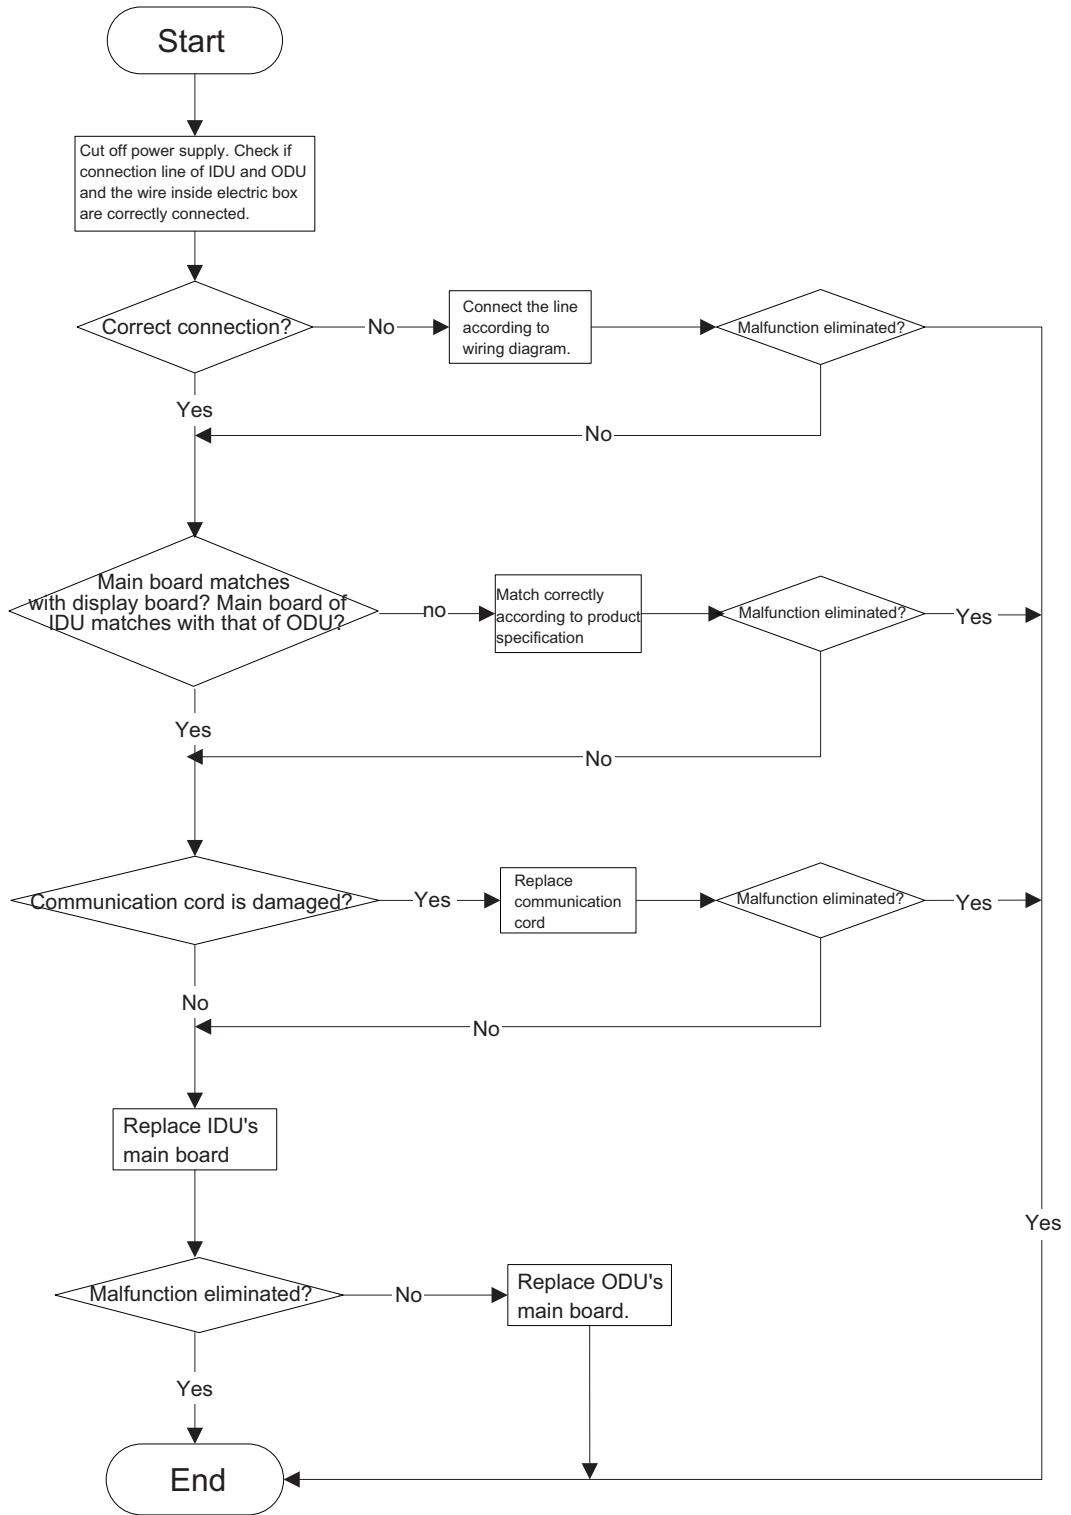 Start
Cut off power supply. Check if
connection line of IDU and ODU
and the wire inside electric box
are correctly connected.
Correct connection?
No
Connect the line
according to
wiring diagram.
Malfunction eliminated?
Yes
No
Main board matches
with display board? Main board of
IDU matches with that of ODU?
no
Match correctly
according to product
specification
Malfunction eliminated?
Yes
Yes
No
Communication cord is damaged?
Yes
Replace
communication
cord
Malfunction eliminated?
Yes
No
No
Replace IDU's
main board
Yes
Malfunction eliminated?
No
Replace ODU's
main board.
Yes
End